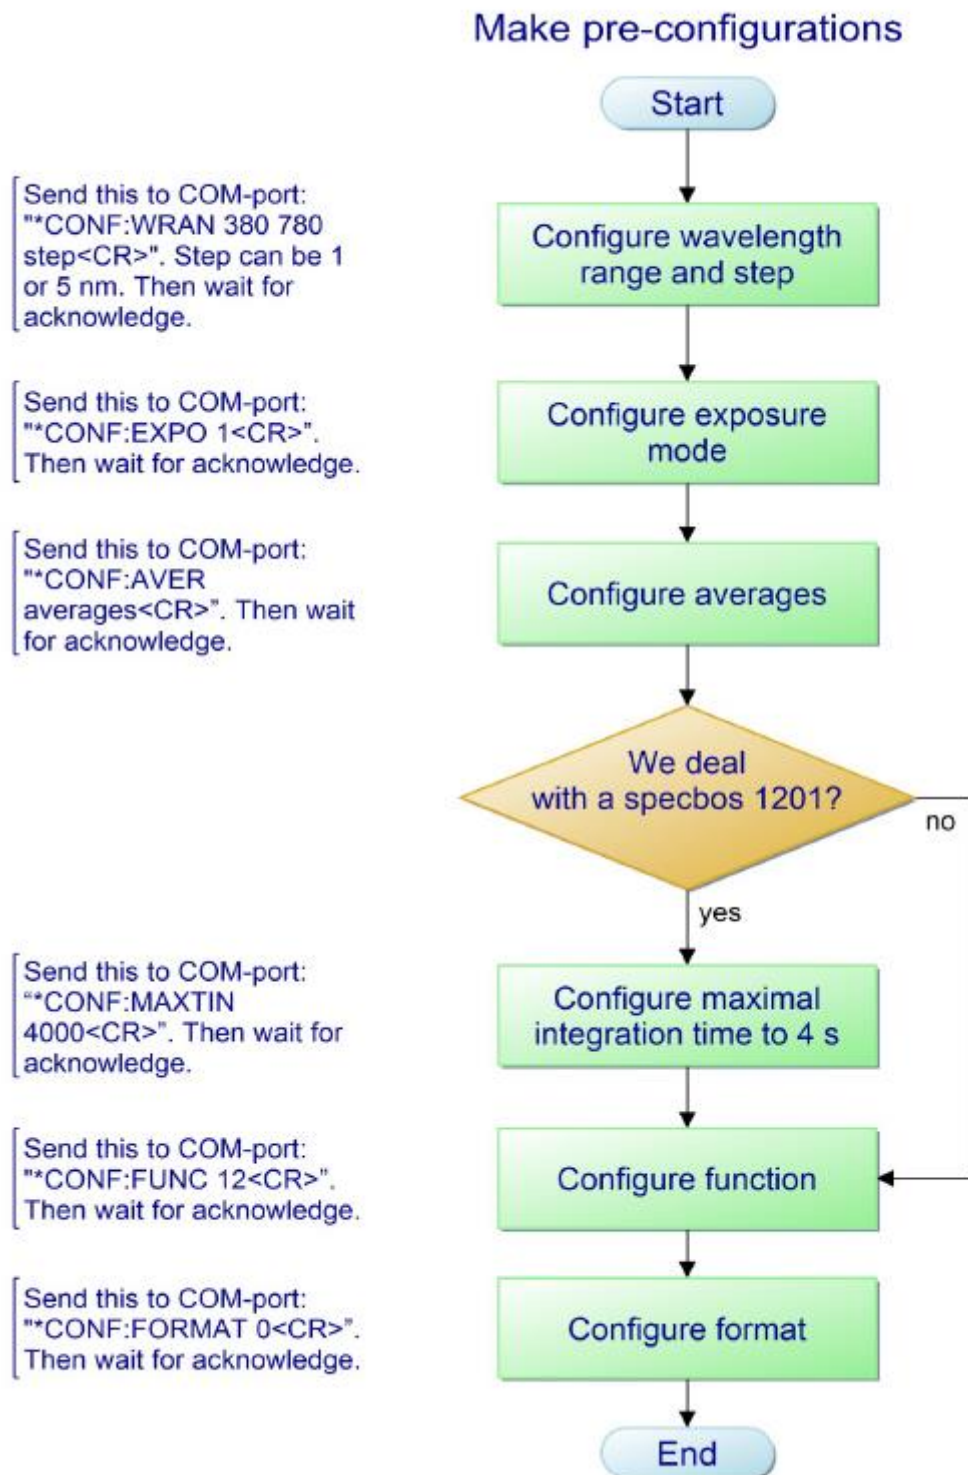 Make pre-configurations
Start
Send this to COM-port:
"*CONF:WRAN 380 780
step<CR>". Step can be 1
or 5 nm. Then wait for
acknowledge.
Configure wavelength
range and step
Send this to COM-port:
"*CONF:EXPO 1<CR>”.
Then wait for acknowledge.
Configure exposure
mode
Send this to COM-port:
"*CONF:AVER
averages<CR>”. Then wait
for acknowledge.
Configure averages
We deal
with a specbos 1201?
no
yes
Send this to COM-port:
“*CONF:MAXTIN
4000<CR>”. Then wait for
acknowledge.
Configure maximal
integration time to 4 s
Send this to COM-port:
"*CONF:FUNC 12<CR>”.
Then wait for acknowledge.
Configure function
Send this to COM-port:
"*CONF:FORMAT 0<CR>”.
Then wait for acknowledge.
Configure format
End